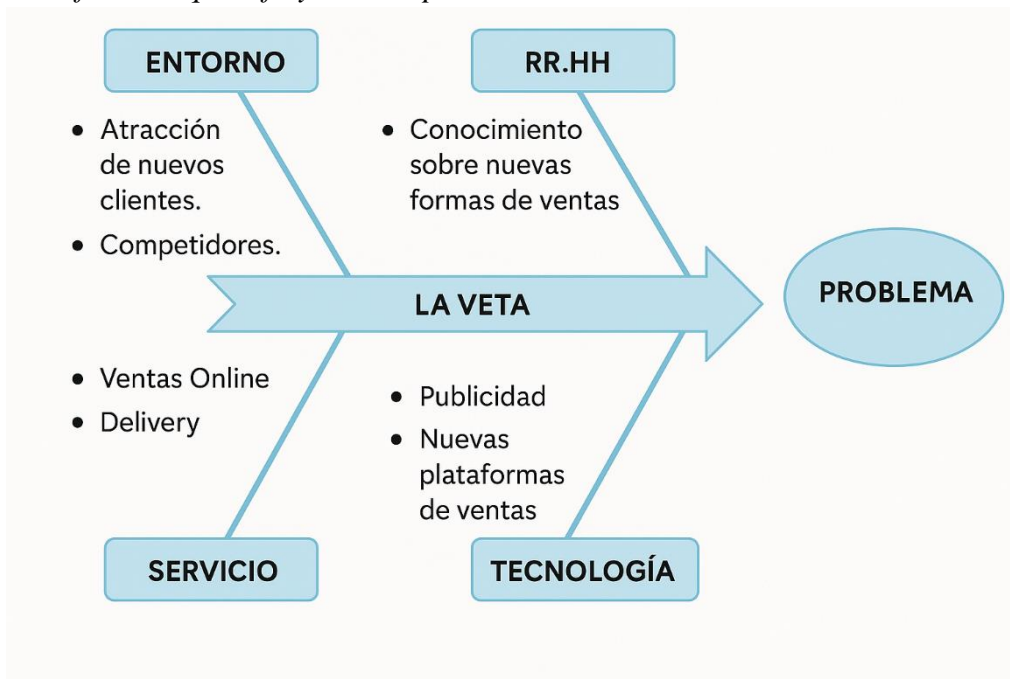 ENTORNO
RR.HH
• Atracción
de nuevos
clientes.
• Competidores.
• Conocimiento
sobre nuevas
formas de ventas
LA VETA
PROBLEMA
• Ventas Online
• Delivery
• Publicidad
• Nuevas
plataformas
de ventas
SERVICIO
TECNOLOGÍA